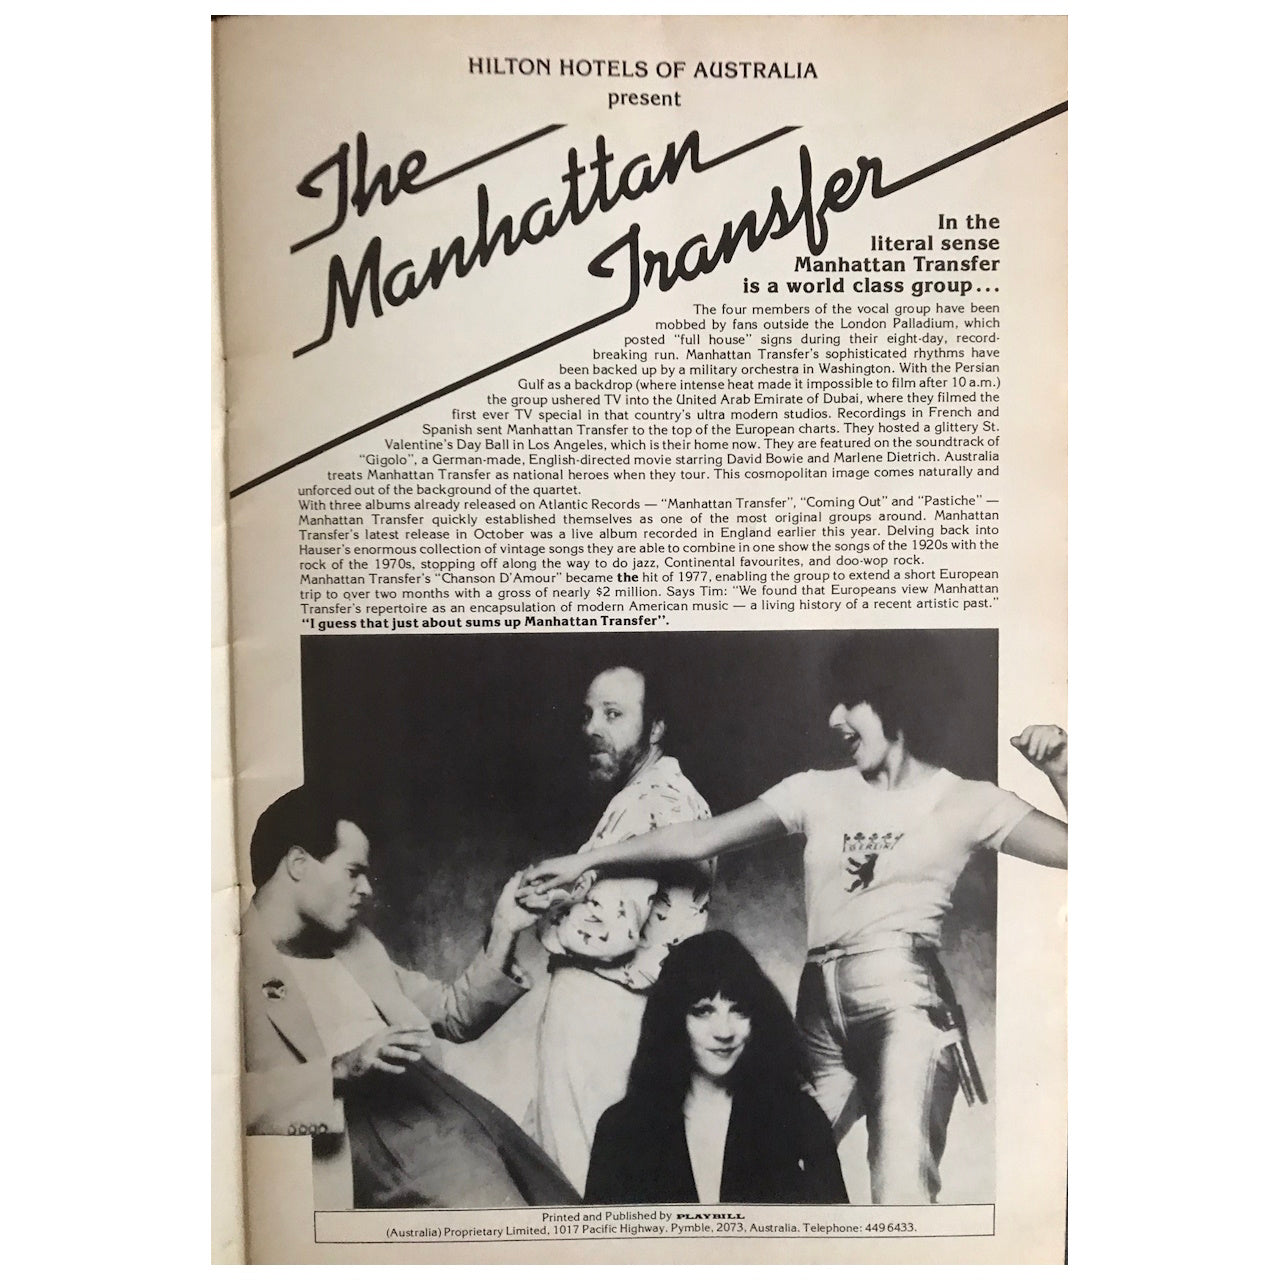 HILTON HOTELS OF AUSTRALIA
present
The
Manhattan
Transfer
In the
literal sense
Manhattan Transfer
is a world class group...
The four members of the vocal group have been
mobbed by fans outside the London Palladium, which
posted "full house" signs during their eight-day, record-
breaking run. Manhattan Transfer's sophisticated rhythms have
been backed up by a military orchestra in Washington. With the Persian
Gulf as a backdrop (where intense heat made it impossible to film after 10 a.m.)
the group ushered TV into the United Arab Emirate of Dubai, where they filmed the
first ever TV special in that country's ultra modern studios. Recordings in French and
Spanish sent Manhattan Transfer to the top of the European charts. They hosted a glittery St.
Valentine's Day Ball in Los Angeles, which is their home now. They are featured on the soundtrack of
"Gigolo", a German-made, English-directed movie starring David Bowie and Marlene Dietrich. Australia
treats Manhattan Transfer as national heroes when they tour. This cosmopolitan image comes naturally and
unforced out of the background of the quartet.
With three albums already released on Atlantic Records — "Manhattan Transfer", "Coming Out" and "Pastiche" —
Manhattan Transfer quickly established themselves as one of the most original groups around. Manhattan
Transfer's latest release in October was a live album recorded in England earlier this year. Delving back into
Hauser's enormous collection of vintage songs they are able to combine in one show the songs of the 1920s with the
rock of the 1970s, stopping off along the way to do jazz, Continental favourites, and doo-wop rock.
Manhattan Transfer's "Chanson D'Amour" became the hit of 1977, enabling the group to extend a short European
trip to over two months with a gross of nearly $2 million. Says Tim: "We found that Europeans view Manhattan
Transfer's repertoire as an encapsulation of modern American music — a living history of a recent artistic past."
"I guess that just about sums up Manhattan Transfer".
BERLIN
Printed and Published by PLAYBILL
(Australia) Proprietary Limited, 1017 Pacific Highway, Pymble, 2073, Australia. Telephone: 449 6433.